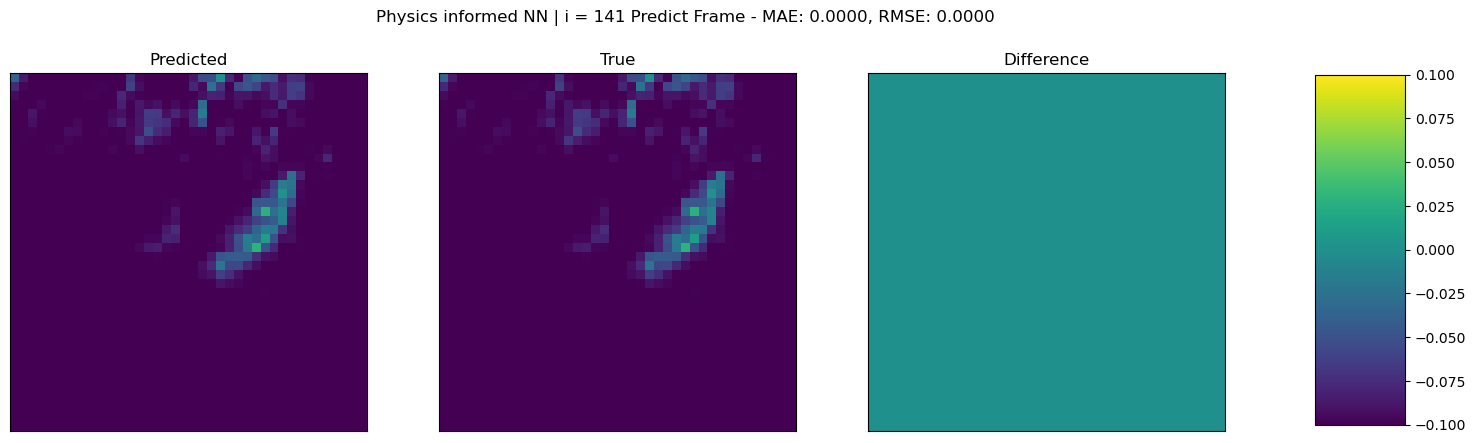 Physics informed NN | i = 141 Predict Frame - MAE: 0.0000, RMSE: 0.0000
Predicted
True
Difference
0.100
0.075
0.050
0.025
0.000
−0.025
−0.050
−0.075
−0.100